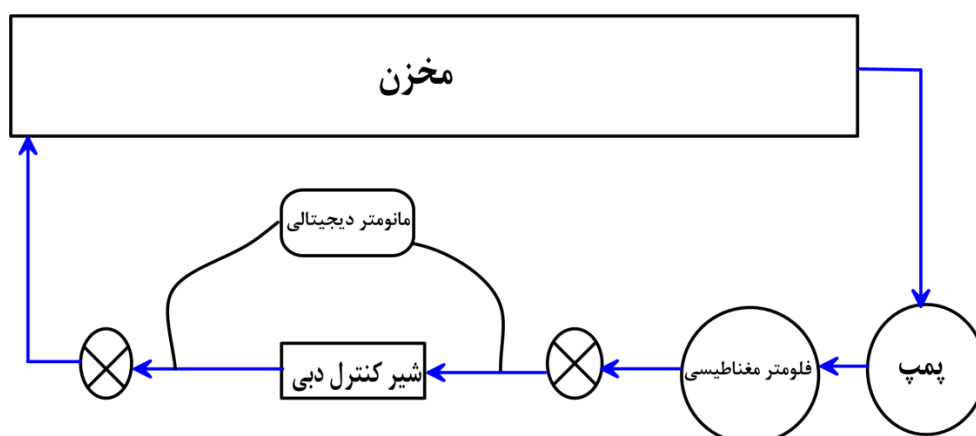 مخزن
مانومتر دیجیتالی
شیر کنترل دبی
فلومتر مغناطیسی
پمپ